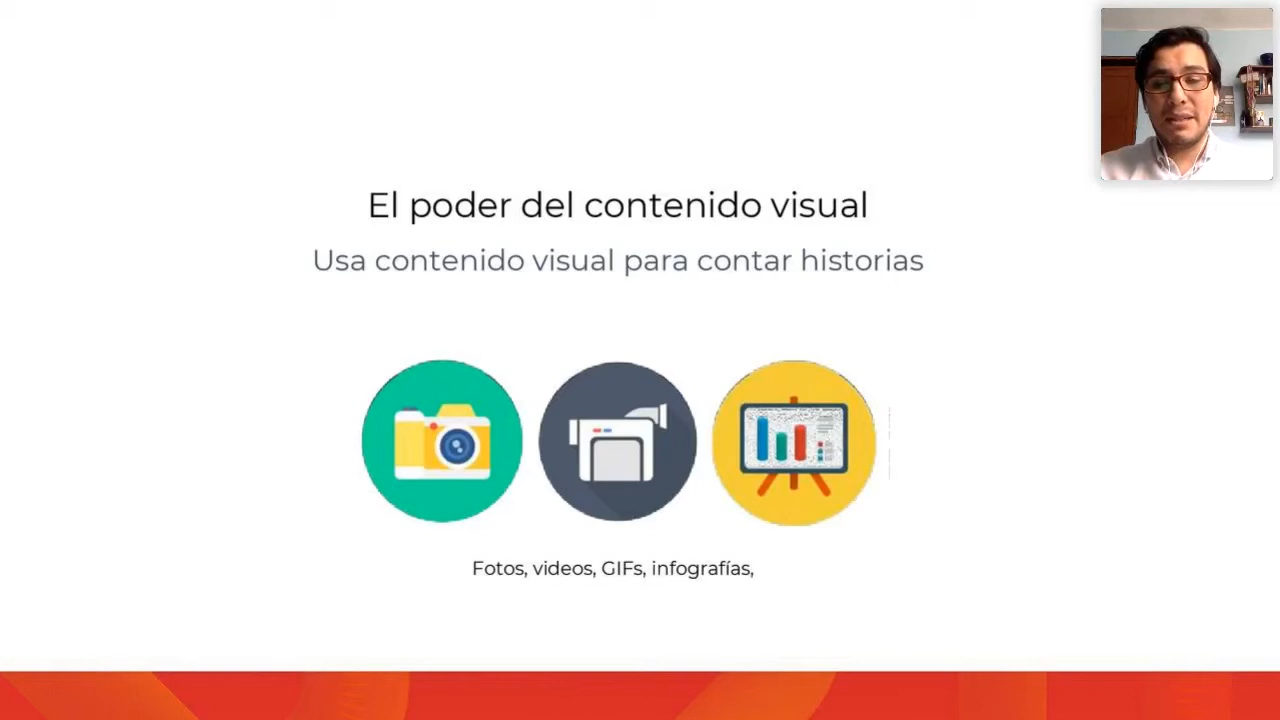 El poder del contenido visual
Usa contenido visual para contar historias
Fotos, videos, GIFs, infografías,